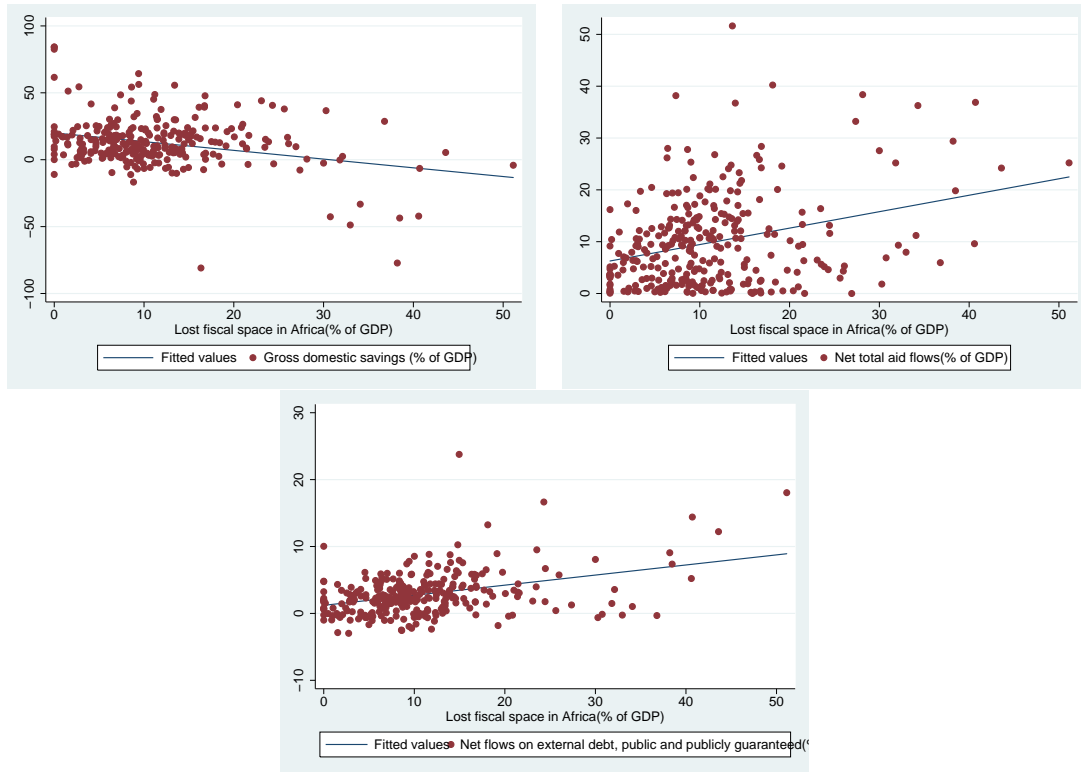 100
50
0
−50
−100
0 10 20 30 40 50
Lost fiscal space in Africa(% of GDP)
Fitted values Gross domestic savings (% of GDP)
50
40
30
20
10
0
0 10 20 30 40 50
Lost fiscal space in Africa(% of GDP)
Fitted values Net total aid flows(% of GDP)
30
20
10
0
−10
0 10 20 30 40 50
Lost fiscal space in Africa(% of GDP)
Fitted values Net flows on external debt, public and publicly guaranteed(%